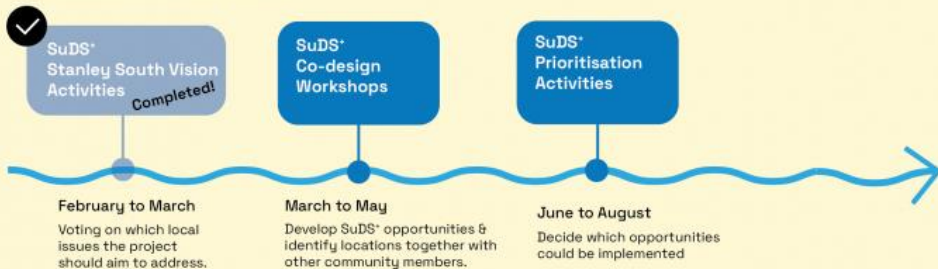 SuDS⁺
Stanley South Vision
Activities
Completed!
SuDS⁺
Co-design
Workshops
SuDS⁺
Prioritisation
Activities
February to March
Voting on which local
issues the project
should aim to address.
March to May
Develop SuDS⁺ opportunities &
identify locations together with
other community members.
June to August
Decide which opportunities
could be implemented